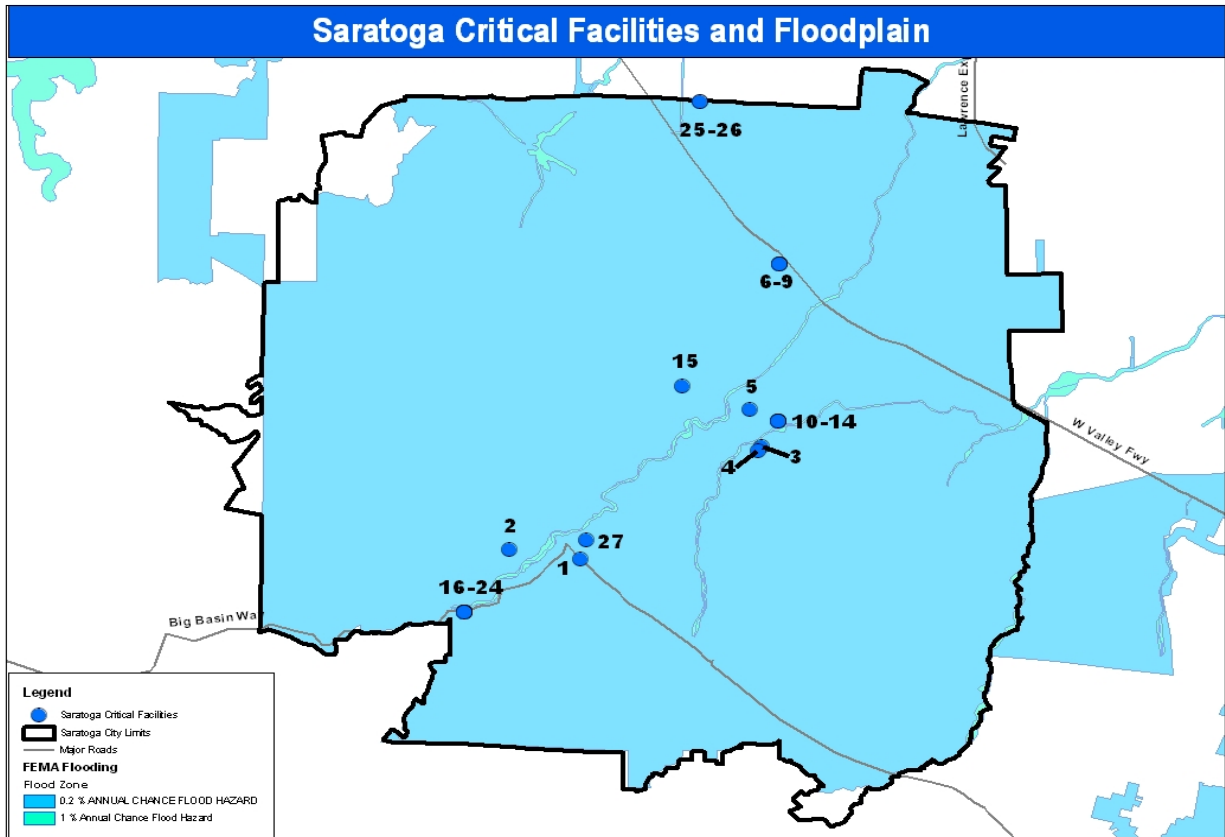 Saratoga Critical Facilities and Floodplain
Lawrence Exp
25-26
6-9
15
5
10-14
3
4
W Valley Fwy
2
27
1
16-24
Big Basin Way
Legend
Saratoga Critical Facilities
Saratoga City Limits
Major Roads
FEMA Flooding
Flood Zone
0.2 % ANNUAL CHANCE FLOOD HAZARD
1 % Annual Chance Flood Hazard